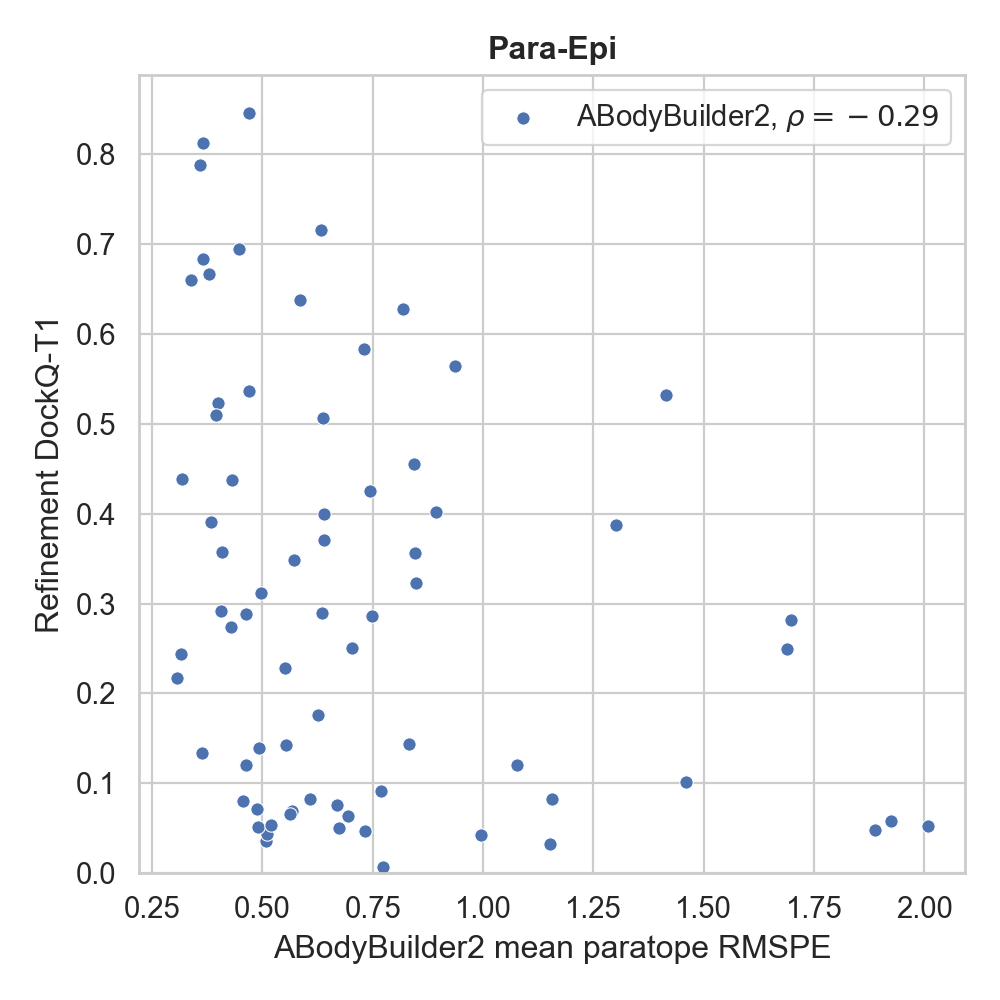 Para-Epi
ABodyBuilder2, ρ = − 0.29
Refinement DockQ-T1
0.8
0.7
0.6
0.5
0.4
0.3
0.2
0.1
0.0
0.25 0.50 0.75 1.00 1.25 1.50 1.75 2.00
ABodyBuilder2 mean paratope RMSPE